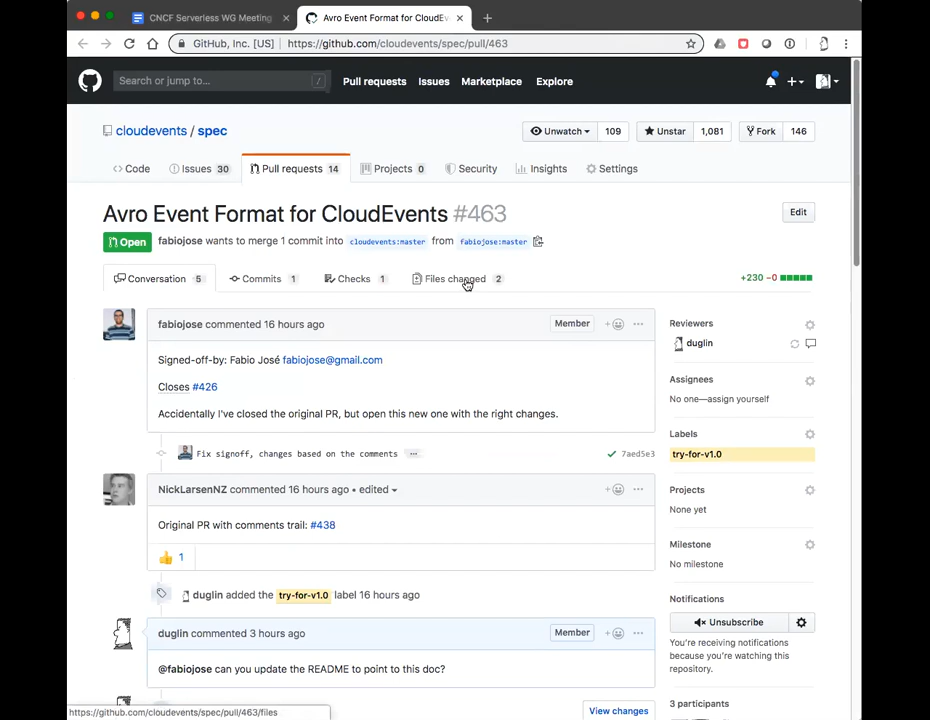 CNCF Serverless WG Meeting
Avro Event Format for CloudEv
GitHub, Inc. [US]
https://github.com/cloudevents/spec/pull/463
Search or jump to...
/
Pull requests
Issues
Marketplace
Explore
cloudevents / spec
Unwatch 109
Unstar 1,081
Fork 146
Code
Issues 30
Pull requests 14
Projects 0
Security
Insights
Settings
Avro Event Format for CloudEvents #463
Edit
Open
fabiojose wants to merge 1 commit into cloudevents:master from fabiojose:master
Conversation 5
Commits 1
Checks 1
Files changed 2
+230 −0
fabiojose commented 16 hours ago
Member
Signed-off-by: Fabio José fabiojose@gmail.com
Closes #426
Accidentally I've closed the original PR, but open this new one with the right changes.
Fix signoff, changes based on the comments ...
7aed5e3
NickLarsenNZ commented 16 hours ago • edited
Original PR with comments trail: #438
1
duglin added the try-for-v1.0 label 16 hours ago
duglin commented 3 hours ago
Member
@fabiojose can you update the README to point to this doc?
View changes
Reviewers
duglin
Assignees
No one—assign yourself
Labels
try-for-v1.0
Projects
None yet
Milestone
No milestone
Notifications
Unsubscribe
You're receiving notifications
because you're watching this
repository.
3 participants
https://github.com/cloudevents/spec/pull/463/files